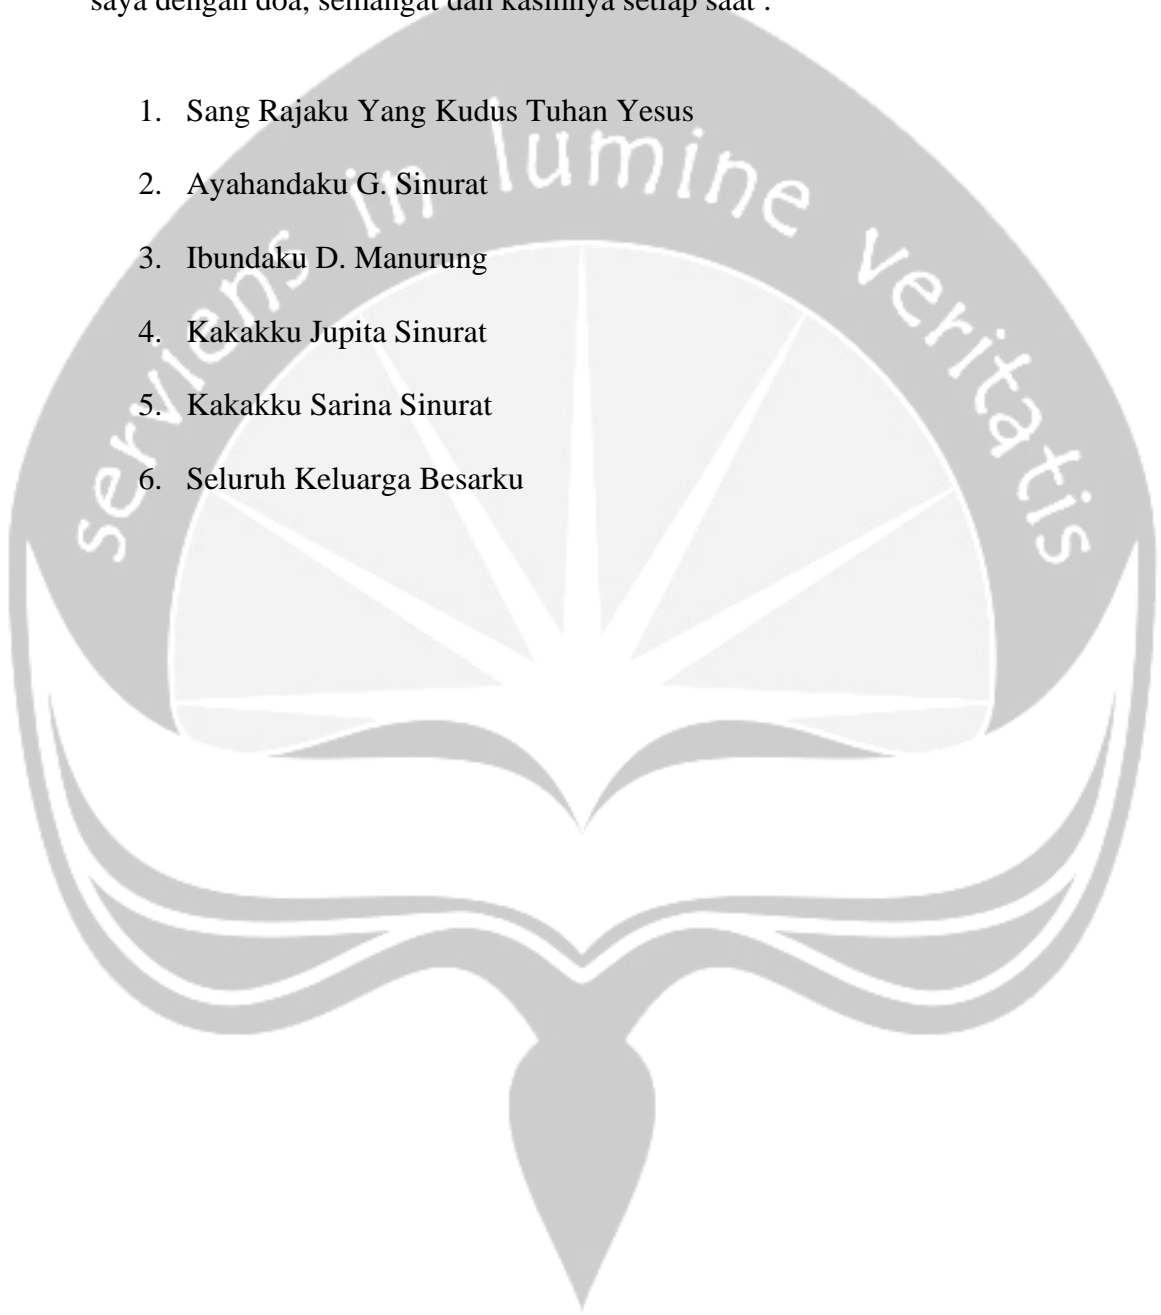 saya dengan doa, semangat dan kasihnya setiap saat :
1. Sang Rajaku Yang Kudus Tuhan Yesus
2. Ayahandaku G. Sinurat
3. Ibundaku D. Manurung
4. Kakakku Jupita Sinurat
5. Kakakku Sarina Sinurat
6. Seluruh Keluarga Besarku
serviens in lumine veritatis